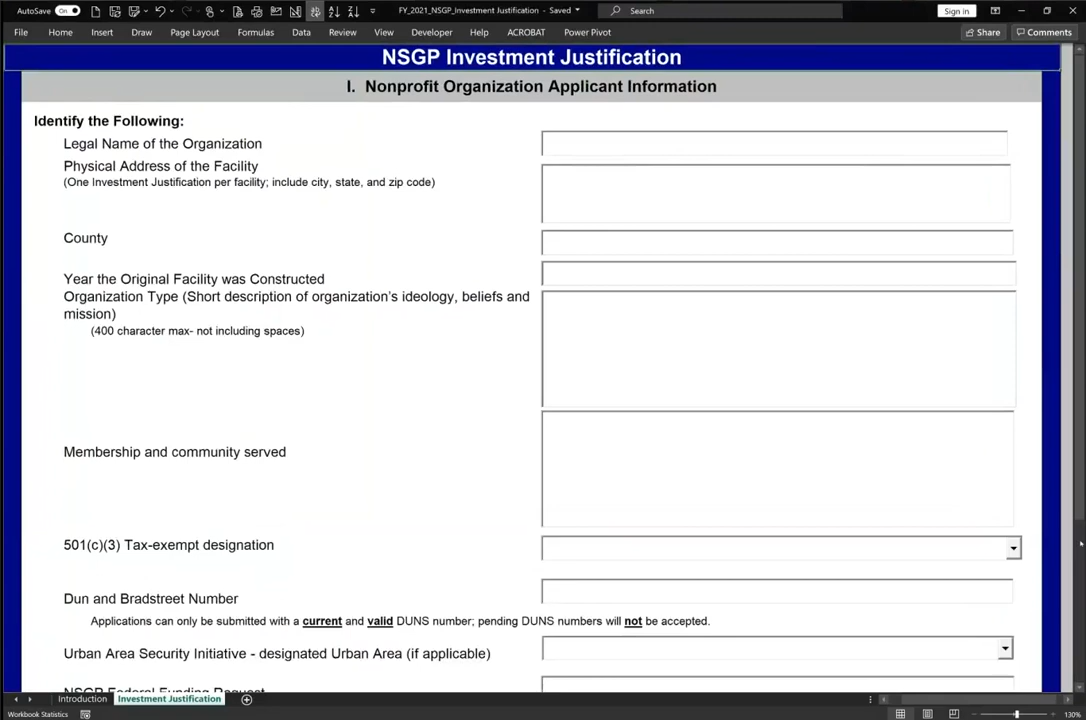 AutoSave On FY_2021_NSGP_Investment Justification - Saved Search Sign in
File Home Insert Draw Page Layout Formulas Data Review View Developer Help ACROBAT Power Pivot Share Comments
NSGP Investment Justification
I. Nonprofit Organization Applicant Information
Identify the Following:
Legal Name of the Organization
Physical Address of the Facility
(One Investment Justification per facility; include city, state, and zip code)
County
Year the Original Facility was Constructed
Organization Type (Short description of organization's ideology, beliefs and
mission)
(400 character max- not including spaces)
Membership and community served
501(c)(3) Tax-exempt designation
Dun and Bradstreet Number
Applications can only be submitted with a current and valid DUNS number; pending DUNS numbers will not be accepted.
Urban Area Security Initiative - designated Urban Area (if applicable)
NSGP Federal Funding Request
Introduction Investment Justification
Workbook Statistics 130%